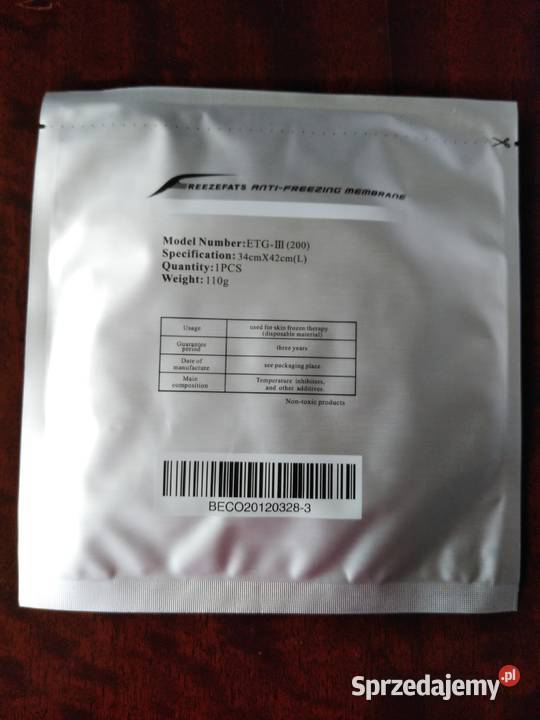 FREEZEFATS ANTI-FREEZING MEMBRANE
Model Number:ETG-III(200)
Specification: 34cmX42cm(L)
Quantity:1PCS
Weight: 110g
Usage used for skin frozen therapy (disposable material)
Guarantee period three years
Date of manufacture see packaging place
Main composition Temperature inhibitors, and other additives.
Non-toxic products
BECO20120328-3
Sprzedajemy.pl